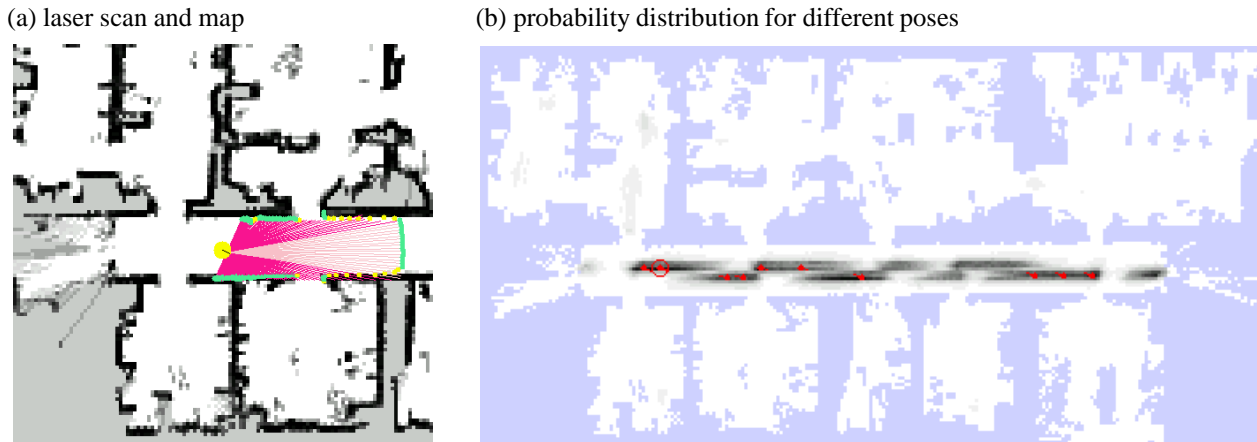 (a) laser scan and map
(b) probability distribution for different poses